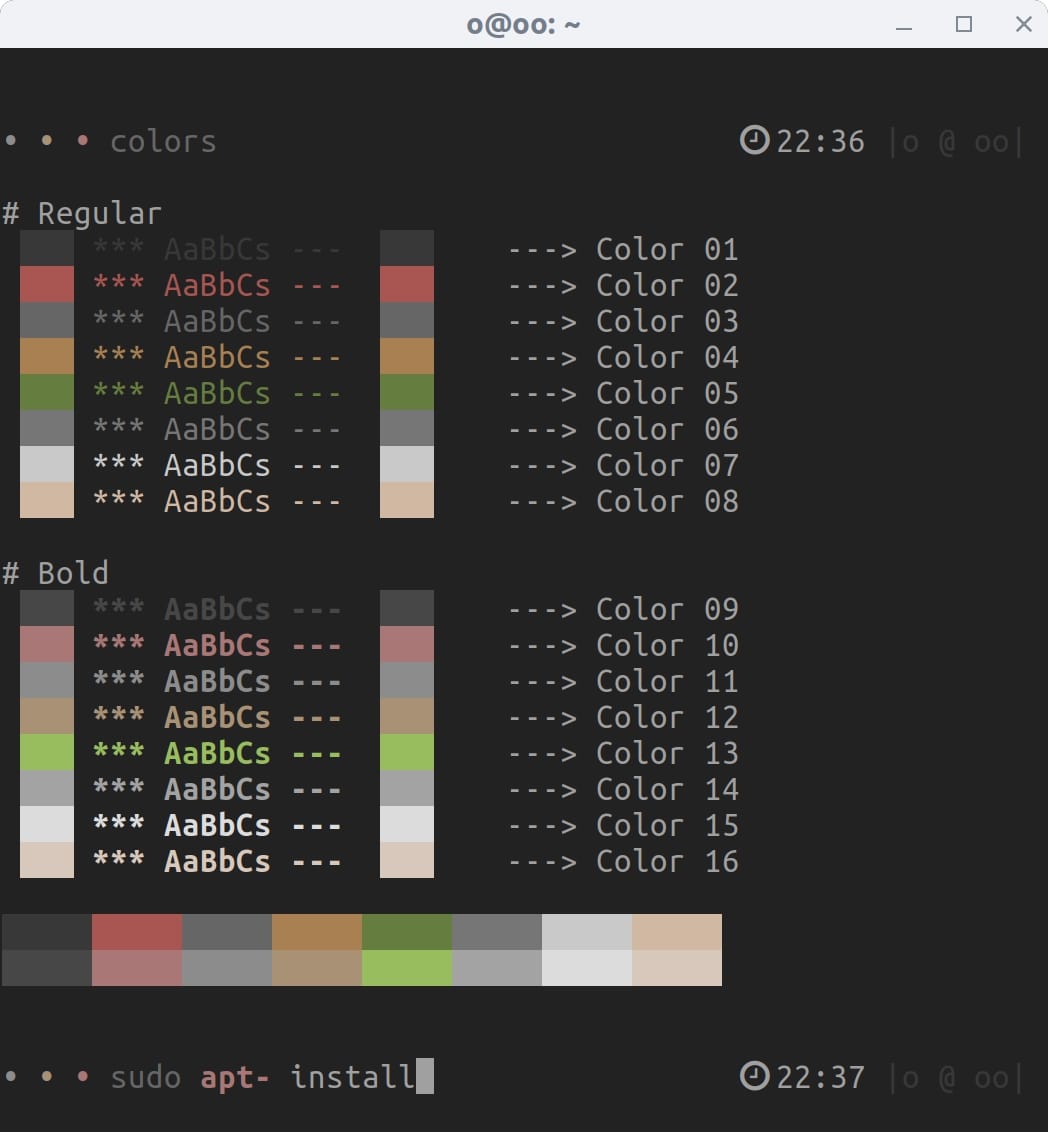 o@oo: ~
• • • colors 22:36 |o @ oo|
# Regular
*** AaBbCs --- ---> Color 01
*** AaBbCs --- ---> Color 02
*** AaBbCs --- ---> Color 03
*** AaBbCs --- ---> Color 04
*** AaBbCs --- ---> Color 05
*** AaBbCs --- ---> Color 06
*** AaBbCs --- ---> Color 07
*** AaBbCs --- ---> Color 08
# Bold
*** AaBbCs --- ---> Color 09
*** AaBbCs --- ---> Color 10
*** AaBbCs --- ---> Color 11
*** AaBbCs --- ---> Color 12
*** AaBbCs --- ---> Color 13
*** AaBbCs --- ---> Color 14
*** AaBbCs --- ---> Color 15
*** AaBbCs --- ---> Color 16
• • • sudo apt- install 22:37 |o @ oo|